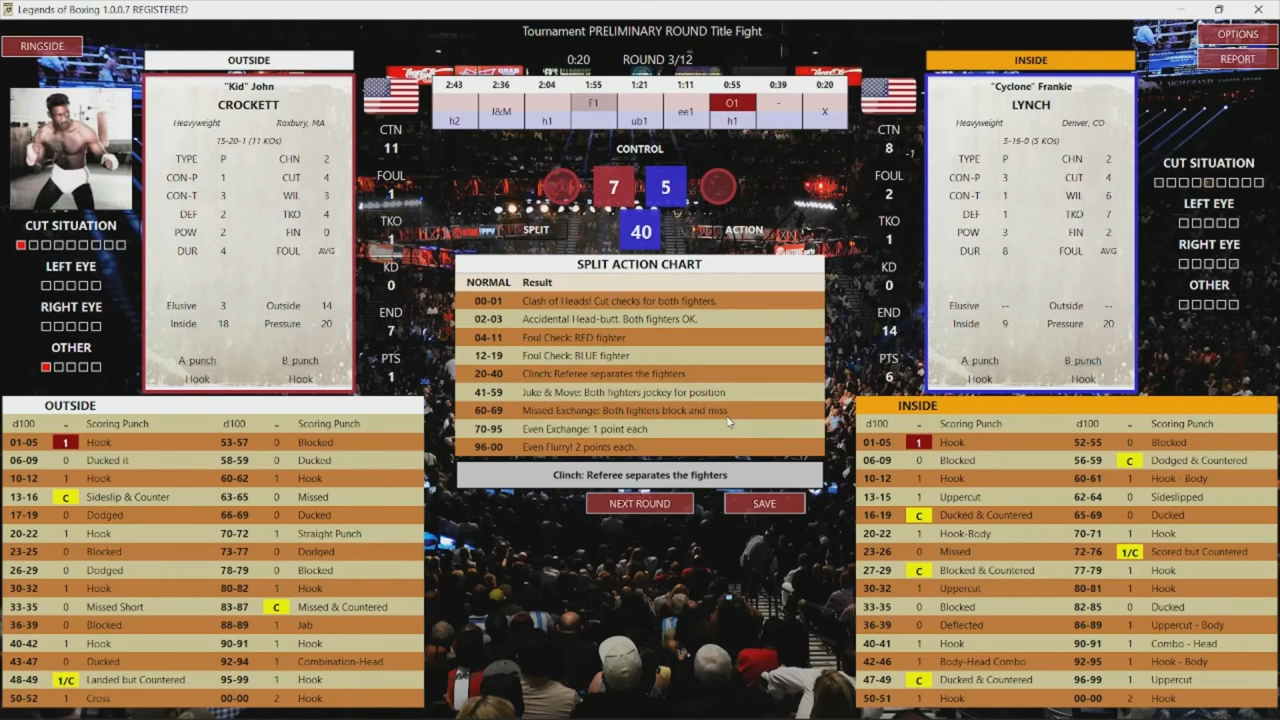 Legends of Boxing 1.0.0.7 REGISTERED
Tournament PRELIMINARY ROUND Title Fight
RINGSIDE
OPTIONS
REPORT
0:20 ROUND 3/12
OUTSIDE
INSIDE
2:43 2:36 2:04 1:55 1:21 1:11 0:55 0:39 0:20
J&M F1 ee1 O1 - X
h2 h1 ub1 h1
"Kid" John
CROCKETT
Heavyweight Roxbury, MA
15-20-1 (11 KOs)
TYPE P CHN 2
CON-P 1 CUT 4
CON-T 3 WIL 3
DEF 2 TKO 4
POW 2 FIN 0
DUR 4 FOUL AVG
Elusive 3 Outside 14
Inside 18 Pressure 20
A-punch B-punch
Hook Hook
CUT SITUATION
LEFT EYE
RIGHT EYE
OTHER
CTN
11
FOUL
1
TKO
1
KD
0
END
7
PTS
1
CONTROL
7 5
SPLIT 40 ACTION
SPLIT ACTION CHART
NORMAL Result
00-01 Clash of Heads! Cut checks for both fighters.
02-03 Accidental Head-butt. Both fighters OK.
04-11 Foul Check: RED fighter
12-19 Foul Check: BLUE fighter
20-40 Clinch: Referee separates the fighters
41-59 Juke & Move: Both fighters jockey for position
60-69 Missed Exchange: Both fighters block and miss
70-95 Even Exchange: 1 point each
96-00 Even Flurry! 2 points each.
Clinch: Referee separates the fighters
NEXT ROUND SAVE
CTN
8 -1
FOUL
2
TKO
1
KD
0
END
14
PTS
6
"Cyclone" Frankie
LYNCH
Heavyweight Denver, CO
5-16-0 (5 KOs)
TYPE P CHN 2
CON-P 3 CUT 4
CON-T 1 WIL 6
DEF 1 TKO 7
POW 3 FIN 2
DUR 8 FOUL AVG
Elusive -- Outside --
Inside 9 Pressure 20
A-punch B-punch
Hook Hook
CUT SITUATION
LEFT EYE
RIGHT EYE
OTHER
OUTSIDE
d100 - Scoring Punch d100 - Scoring Punch
01-05 1 Hook 53-57 0 Blocked
06-09 0 Ducked it 58-59 0 Ducked
10-12 1 Hook 60-62 1 Hook
13-16 C Sideslip & Counter 63-65 0 Missed
17-19 0 Dodged 66-69 0 Ducked
20-22 1 Hook 70-72 1 Straight Punch
23-25 0 Blocked 73-77 0 Dodged
26-29 0 Dodged 78-79 0 Blocked
30-32 1 Hook 80-82 1 Hook
33-35 0 Missed Short 83-87 C Missed & Countered
36-39 0 Blocked 88-89 1 Jab
40-42 1 Hook 90-91 1 Hook
43-47 0 Ducked 92-94 1 Combination-Head
48-49 1/C Landed but Countered 95-99 1 Hook
50-52 1 Cross 00-00 2 Hook
INSIDE
d100 - Scoring Punch d100 - Scoring Punch
01-05 1 Hook 52-55 0 Blocked
06-09 0 Blocked 56-59 C Dodged & Countered
10-12 1 Hook 60-61 1 Hook - Body
13-15 1 Uppercut 62-64 0 Sideslipped
16-19 C Ducked & Countered 65-69 0 Ducked
20-22 1 Hook-Body 70-71 1 Hook
23-26 0 Missed 72-76 1/C Scored but Countered
27-29 C Blocked & Countered 77-79 1 Hook
30-32 1 Uppercut 80-81 1 Hook
33-35 0 Blocked 82-85 0 Ducked
36-39 0 Deflected 86-89 1 Uppercut - Body
40-41 1 Hook 90-91 1 Combo - Head
42-46 1 Body-Head Combo 92-95 1 Hook - Body
47-49 C Ducked & Countered 96-99 1 Uppercut
50-51 1 Hook 00-00 2 Hook